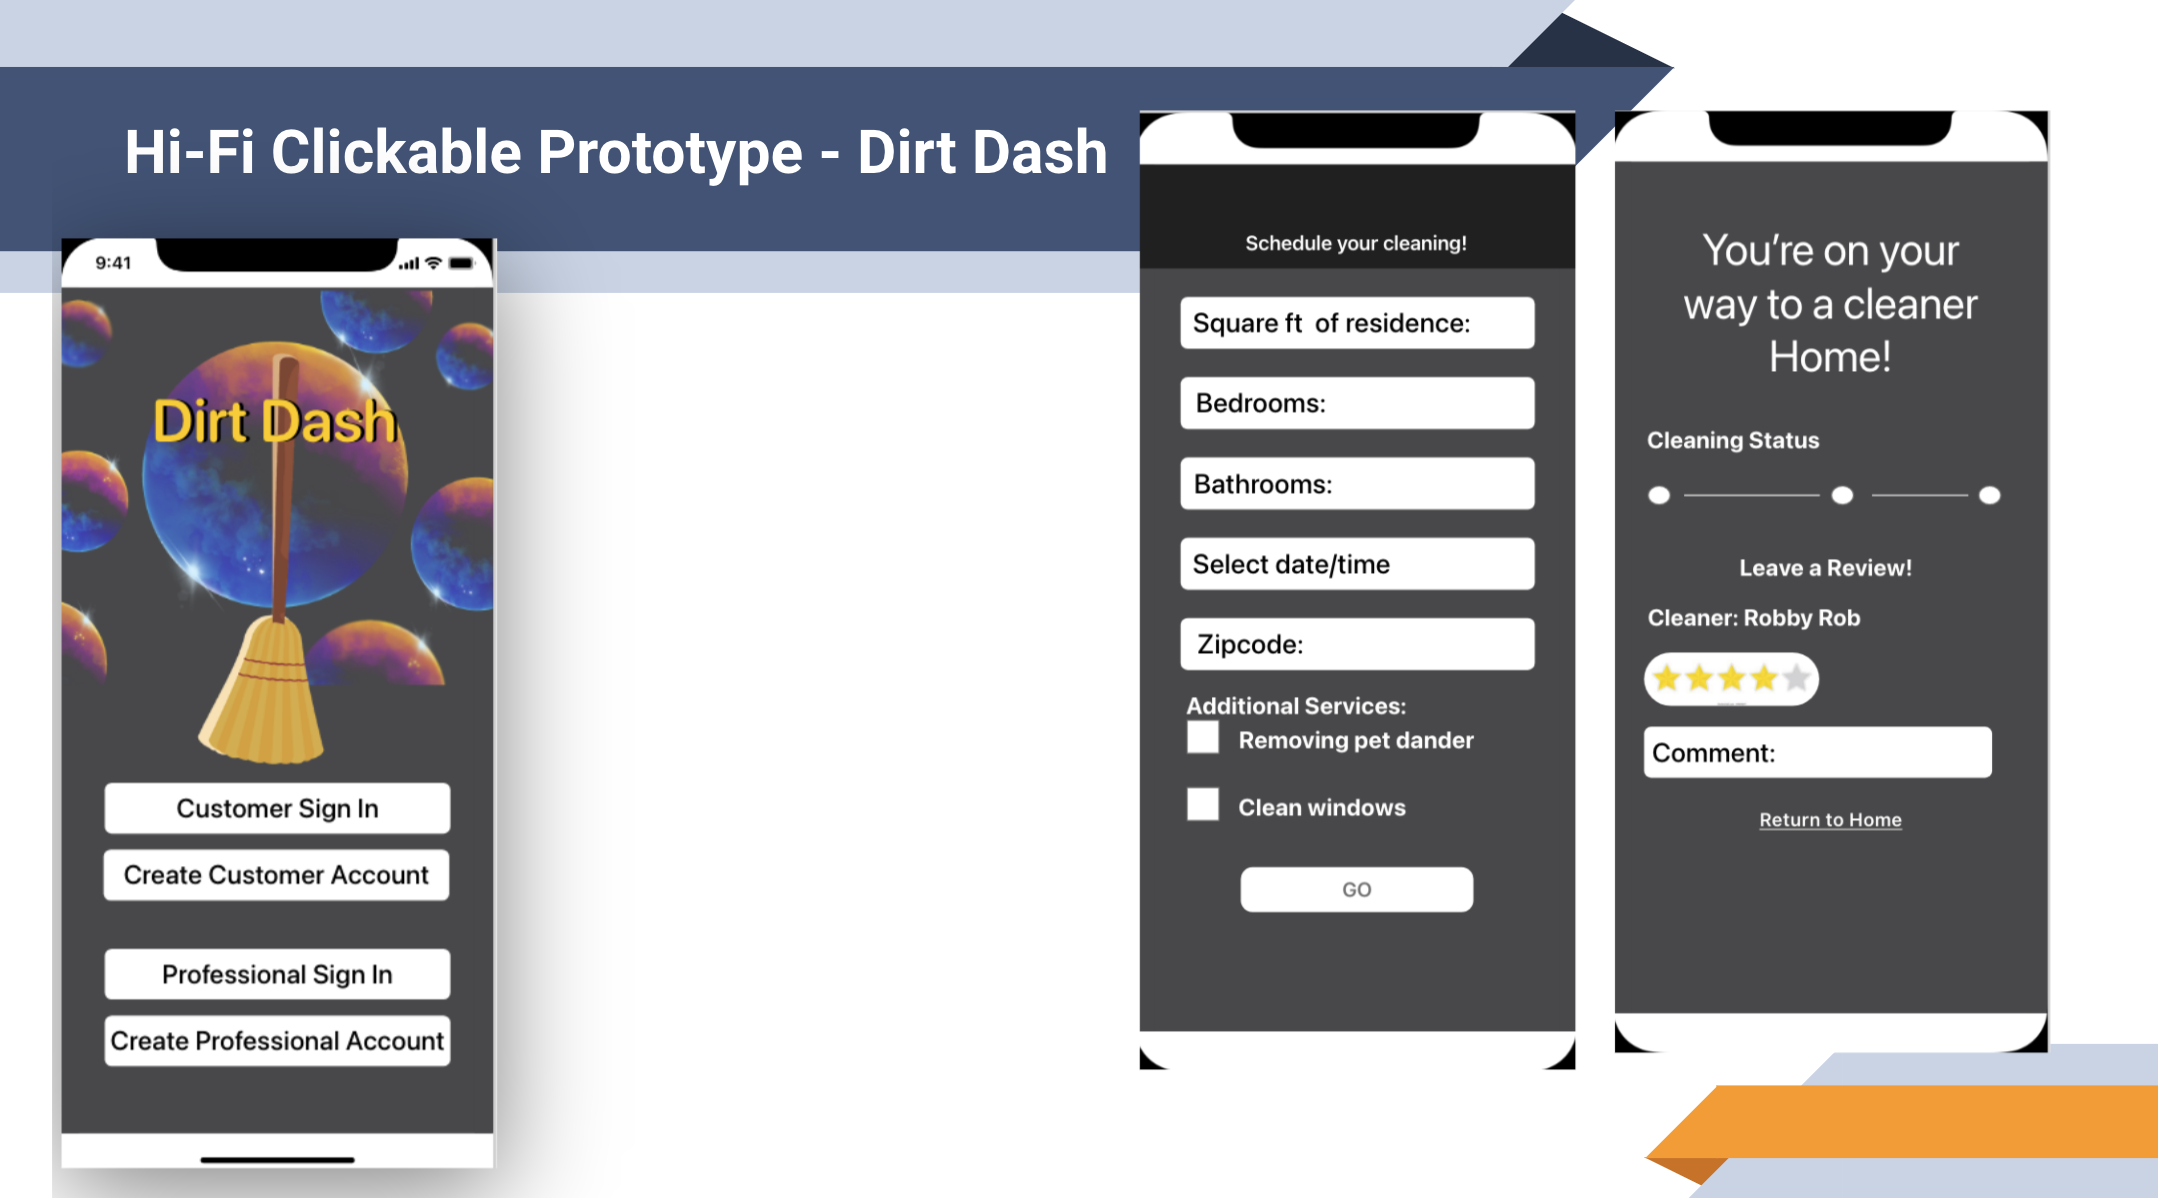 Hi-Fi Clickable Prototype - Dirt Dash
9:41
Dirt Dash
Customer Sign In
Create Customer Account
Professional Sign In
Create Professional Account
Schedule your cleaning!
Square ft  of residence:
Bedrooms:
Bathrooms:
Select date/time
Zipcode:
Additional Services:
Removing pet dander
Clean windows
GO
You're on your
way to a cleaner
Home!
Cleaning Status
Leave a Review!
Cleaner: Robby Rob
Comment:
Return to Home